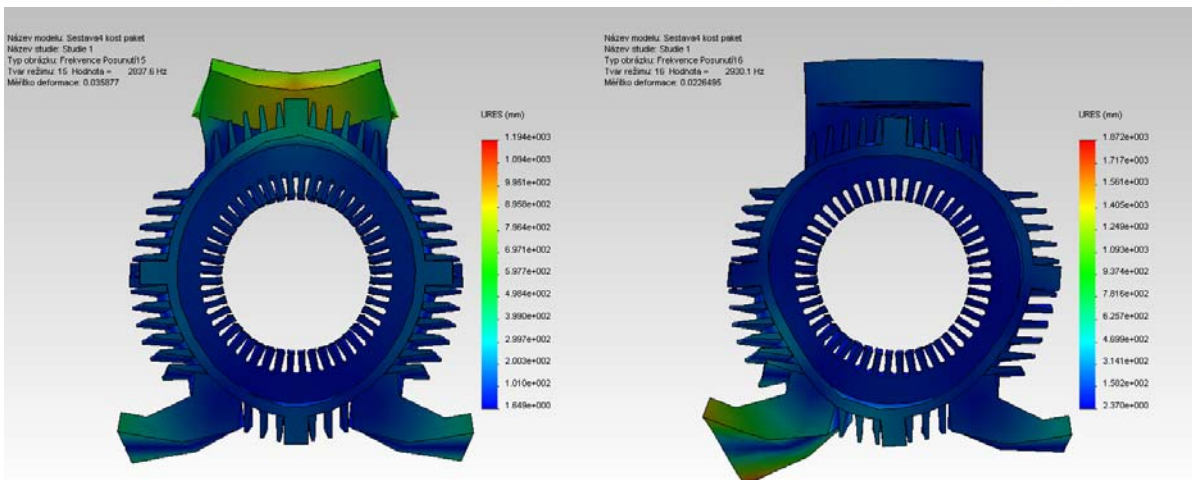 Název modelu: Sestava4 kost paket
Název studie: Studie 1
Typ obrázku: Frekvence Posunutí15
Tvar režimu: 15 Hodnota = 2837.6 Hz
Měřítko deformace: 0.035877
URES (mm)
1.194e+003
1.094e+003
9.951e+002
8.958e+002
7.964e+002
6.971e+002
5.977e+002
4.984e+002
3.990e+002
2.997e+002
2.003e+002
1.010e+002
1.649e+000
Název modelu: Sestava4 kost paket
Název studie: Studie 1
Typ obrázku: Frekvence Posunutí16
Tvar režimu: 16 Hodnota = 2930.1 Hz
Měřítko deformace: 0.0226495
URES (mm)
1.872e+003
1.717e+003
1.561e+003
1.405e+003
1.249e+003
1.093e+003
9.374e+002
7.816e+002
6.257e+002
4.699e+002
3.141e+002
1.582e+002
2.370e+000